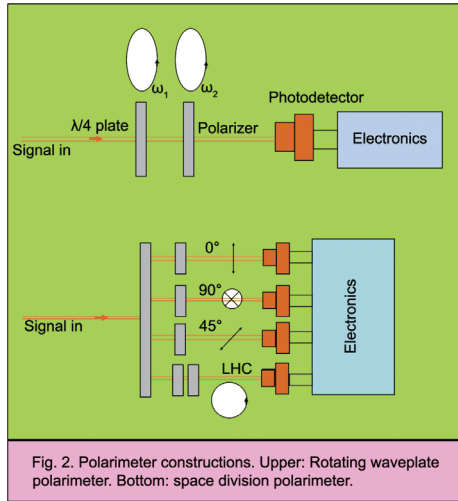 ω1
ω2
Photodetector
λ/4 plate
Polarizer
Electronics
Signal in
0°
90°
45°
Signal in
LHC
Electronics
Fig. 2. Polarimeter constructions. Upper: Rotating waveplate
polarimeter. Bottom: space division polarimeter.